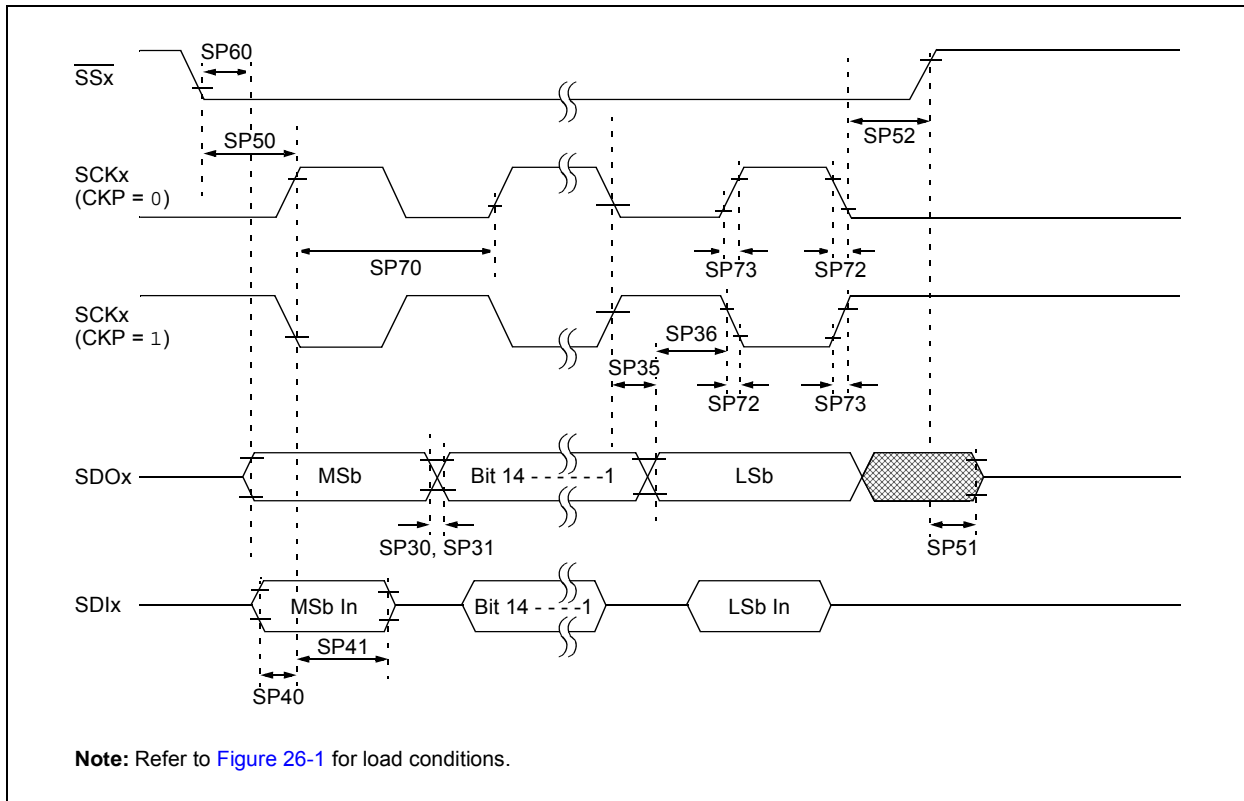 SP60
SSx
SP50
SP52
SCKx
(CKP = 0)
SP70
SP73
SP72
SCKx
(CKP = 1)
SP36
SP35
SP72
SP73
SDOx
MSb
Bit 14 - - - - - -1
LSb
SP30, SP31
SP51
SDIx
MSb In
Bit 14 - - - -1
LSb In
SP41
SP40
Note: Refer to Figure 26-1 for load conditions.